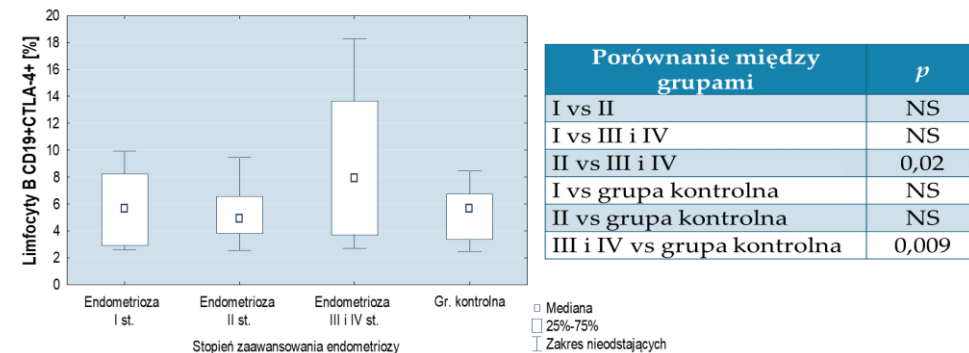 Limfocyty B CD19+CTLA-4+ [%]
20
18
16
14
12
10
8
6
4
2
0
Endometrioza
I st.
Endometrioza
II st.
Endometrioza
III i IV st.
Gr. kontrolna
Stopień zaawansowania endometriozy
Mediana
25%-75%
Zakres nieodstających
Porównanie między
grupami
p
I vs II NS
I vs III i IV NS
II vs III i IV 0,02
I vs grupa kontrolna NS
II vs grupa kontrolna NS
III i IV vs grupa kontrolna 0,009